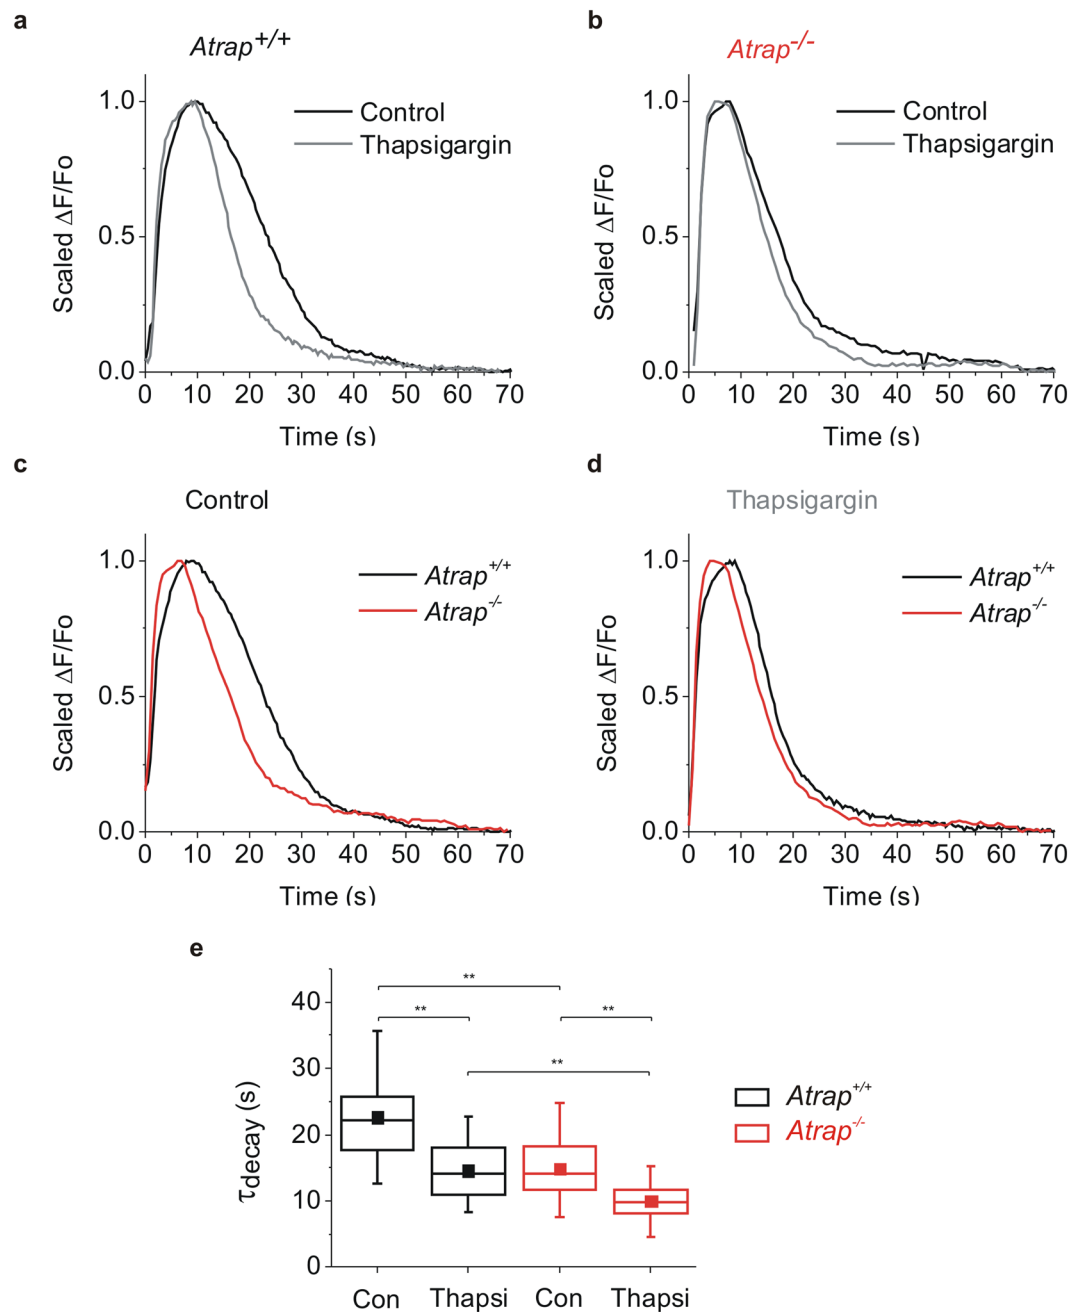 a
Atrap+/+
Control
Thapsigargin
Scaled ΔF/Fo
1.0
0.5
0.0
0 10 20 30 40 50 60 70
Time (s)
b
Atrap-/-
Control
Thapsigargin
Scaled ΔF/Fo
1.0
0.5
0.0
0 10 20 30 40 50 60 70
Time (s)
c
Control
Atrap+/+
Atrap-/-
Scaled ΔF/Fo
1.0
0.5
0.0
0 10 20 30 40 50 60 70
Time (s)
d
Thapsigargin
Atrap+/+
Atrap-/-
Scaled ΔF/Fo
1.0
0.5
0.0
0 10 20 30 40 50 60 70
Time (s)
e
**
** **
**
τdecay (s)
40
30
20
10
0
Con Thapsi Con Thapsi
Atrap+/+
Atrap-/-